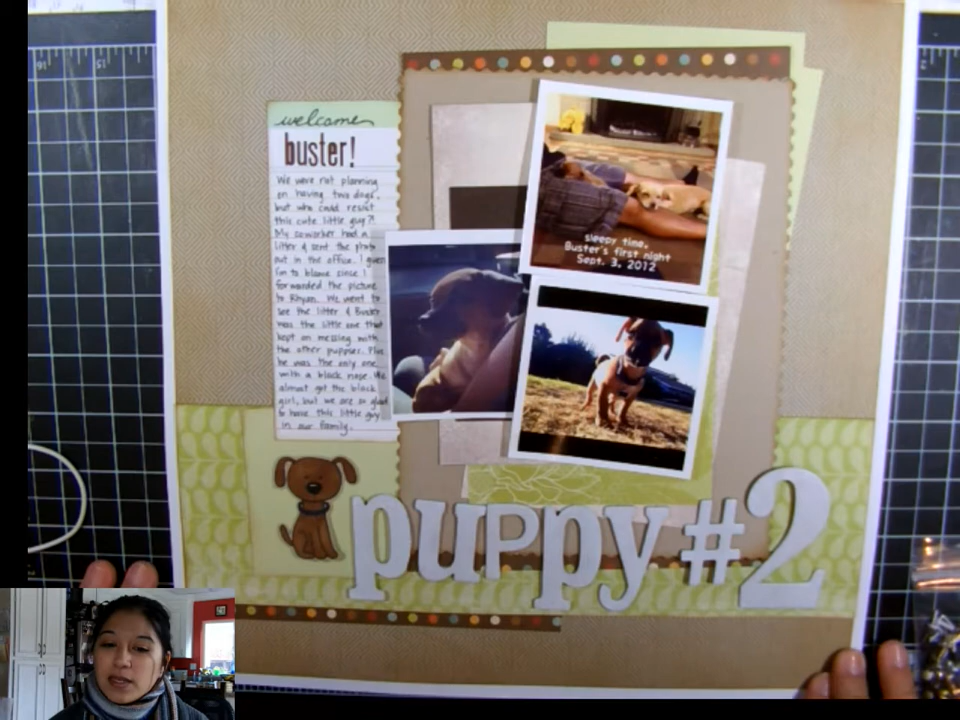 welcome
buster!
We were not planning
on having two dogs,
but who could resist
this cute little guy?!
My coworker had a
litter & sent the photo
out in the office. I guess
I'm to blame since I
forwarded the picture
to Rhyan. We went to
see the litter & Buster
was the little one that
kept on messing with
the other puppies. Plus
he was the only one
with a black nose. We
almost got the black
girl, but we are so glad
to have this little guy
in our family.
sleepy time,
Buster's first night
Sept. 3, 2012
puppy #2